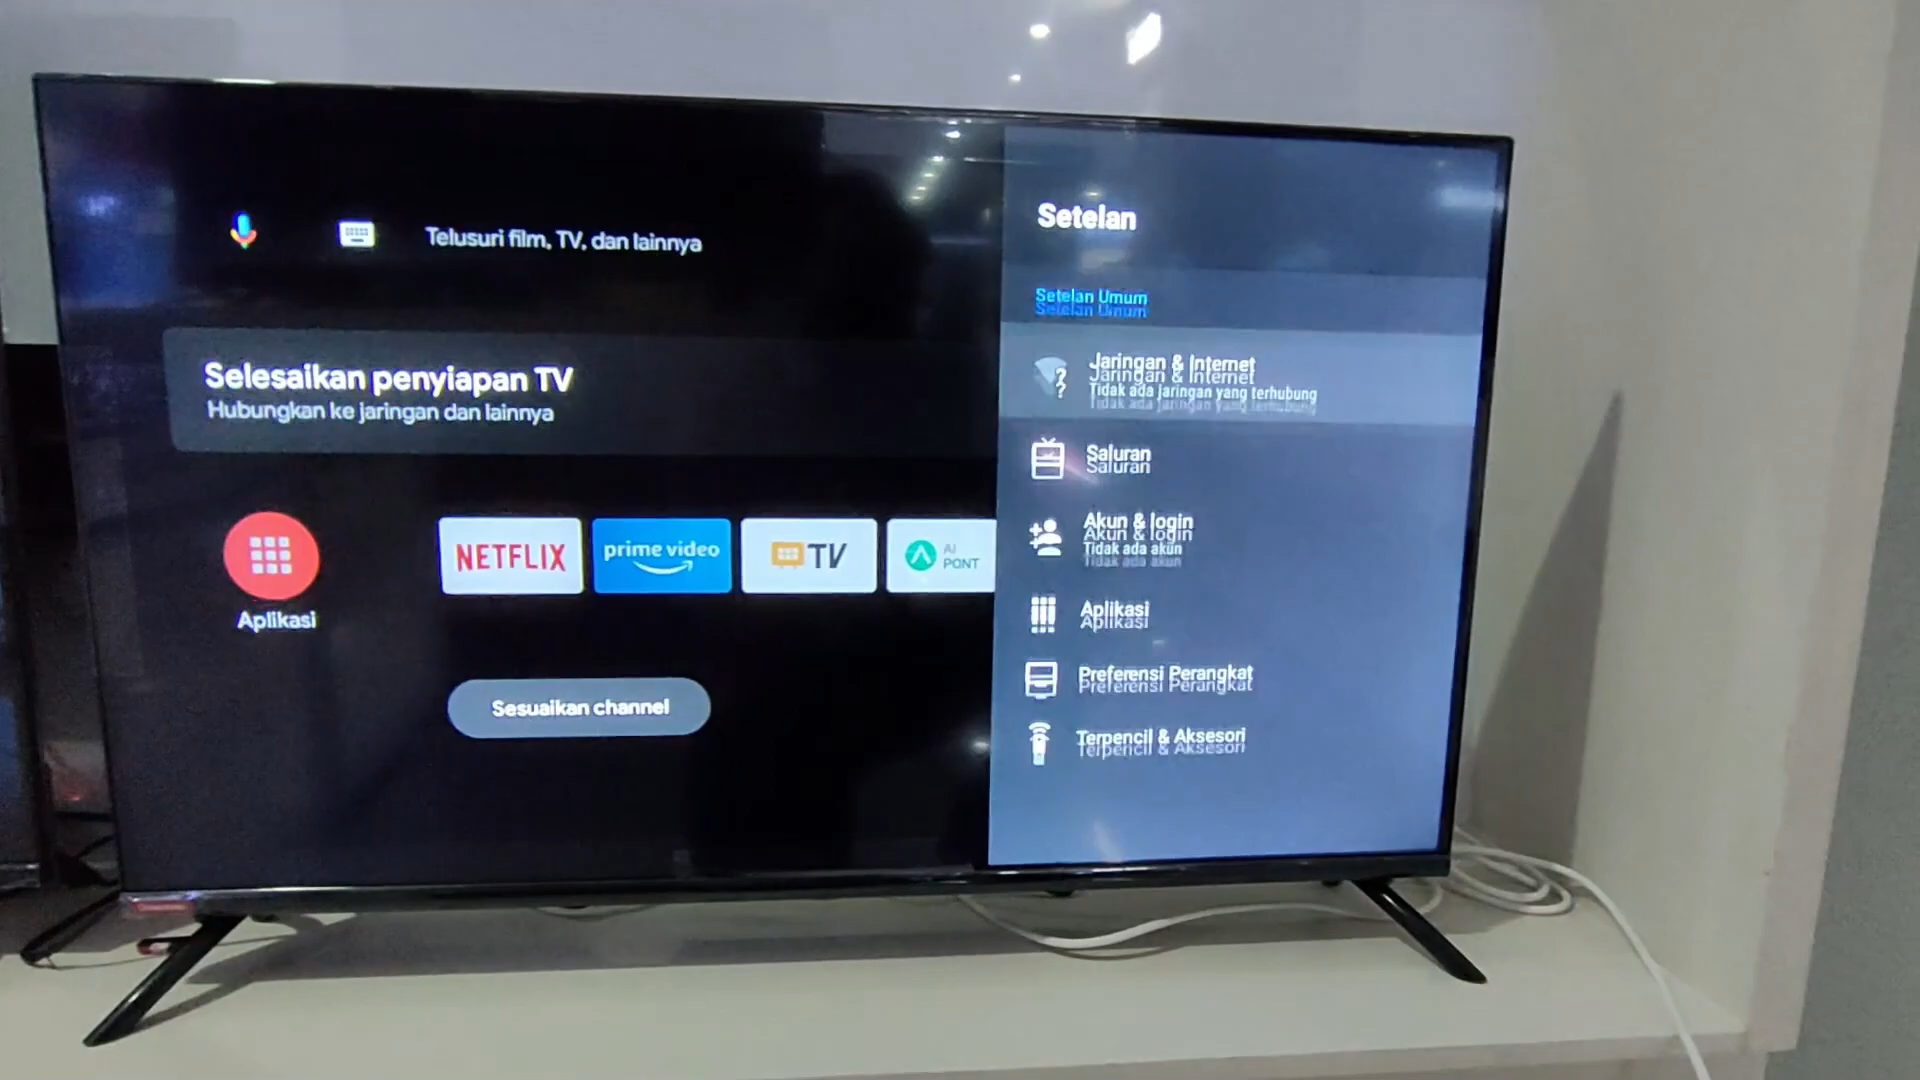 Telusuri film, TV, dan lainnya
Selesaikan penyiapan TV
Hubungkan ke jaringan dan lainnya
NETFLIX
prime video
TV
AI
PONT
Aplikasi
Sesuaikan channel
Setelan
Setelan Umum
Jaringan & Internet
Tidak ada jaringan yang terhubung
Saluran
Akun & login
Tidak ada akun
Aplikasi
Preferensi Perangkat
Terpencil & Aksesori